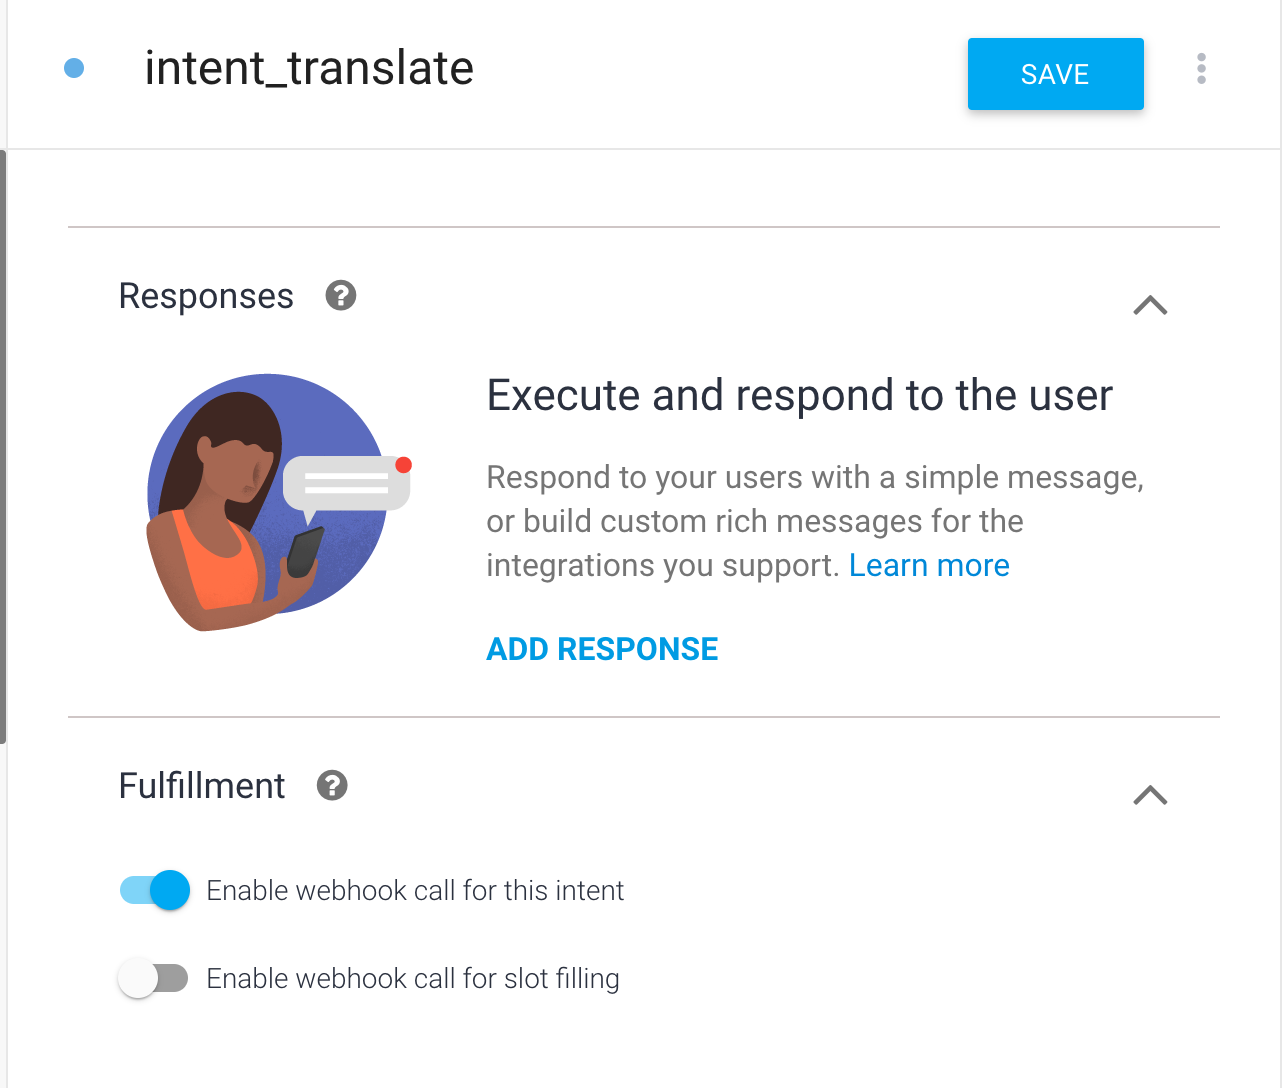 intent_translate
SAVE
Responses
Execute and respond to the user
Respond to your users with a simple message,
or build custom rich messages for the
integrations you support. Learn more
ADD RESPONSE
Fulfillment
Enable webhook call for this intent
Enable webhook call for slot filling